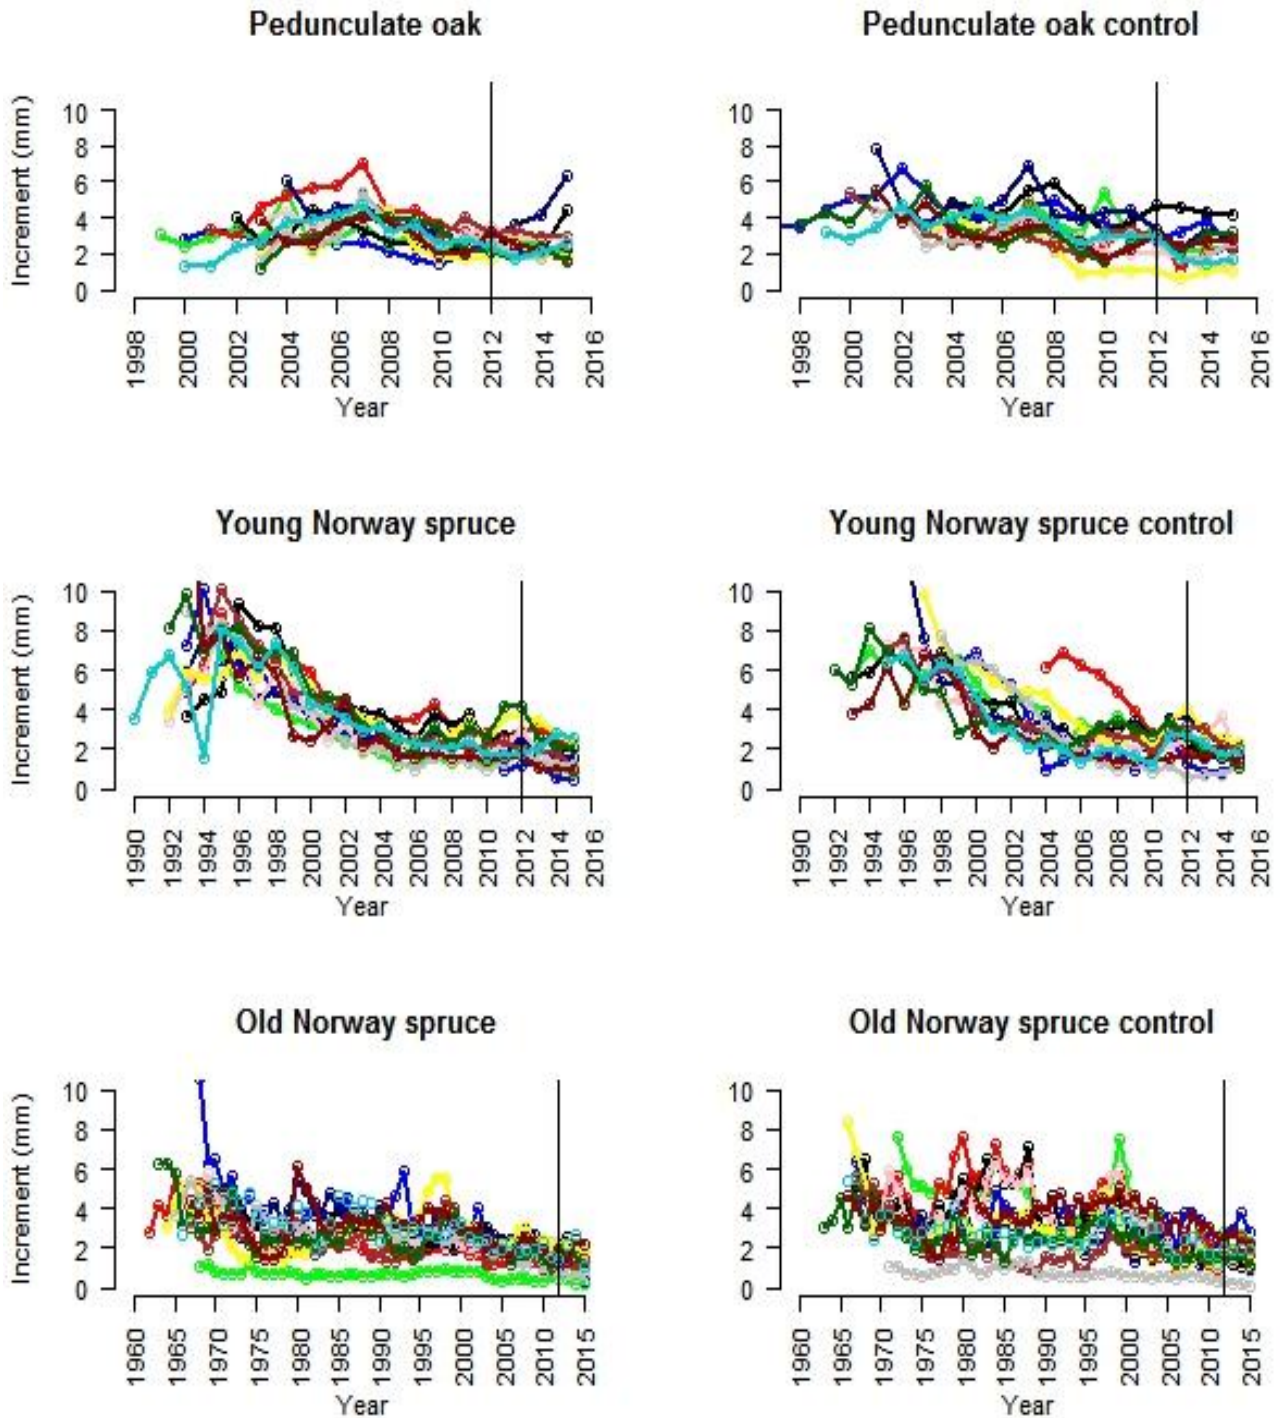 Pedunculate oak
Increment (mm)
10
8
6
4
2
0
1998 2000 2002 2004 2006 2008 2010 2012 2014 2016
Year
Pedunculate oak control
10
8
6
4
2
0
1998 2000 2002 2004 2006 2008 2010 2012 2014 2016
Year
Young Norway spruce
Increment (mm)
10
8
6
4
2
0
1990 1992 1994 1996 1998 2000 2002 2004 2006 2008 2010 2012 2014 2016
Year
Young Norway spruce control
10
8
6
4
2
0
1990 1992 1994 1996 1998 2000 2002 2004 2006 2008 2010 2012 2014 2016
Year
Old Norway spruce
Increment (mm)
10
8
6
4
2
0
1960 1965 1970 1975 1980 1985 1990 1995 2000 2005 2010 2015
Year
Old Norway spruce control
10
8
6
4
2
0
1960 1965 1970 1975 1980 1985 1990 1995 2000 2005 2010 2015
Year